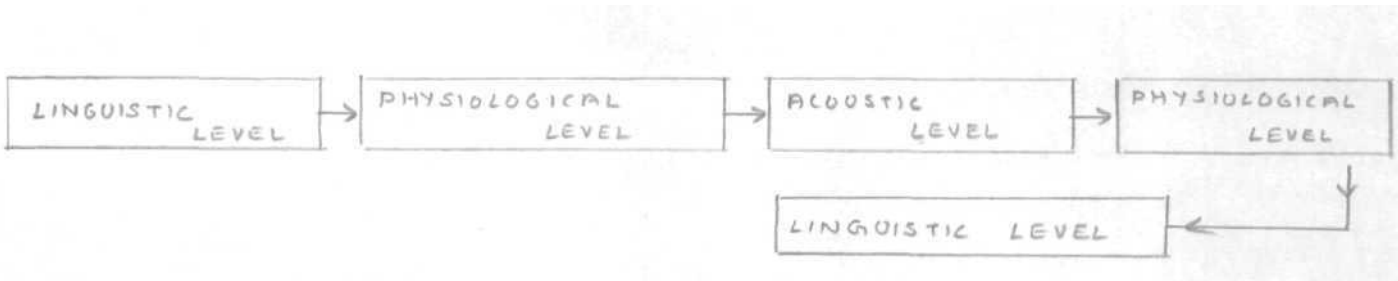 LINGUISTIC
LEVEL
PHYSIOLOGICAL
LEVEL
ACOUSTIC
LEVEL
PHYSIOLOGICAL
LEVEL
LINGUISTIC LEVEL